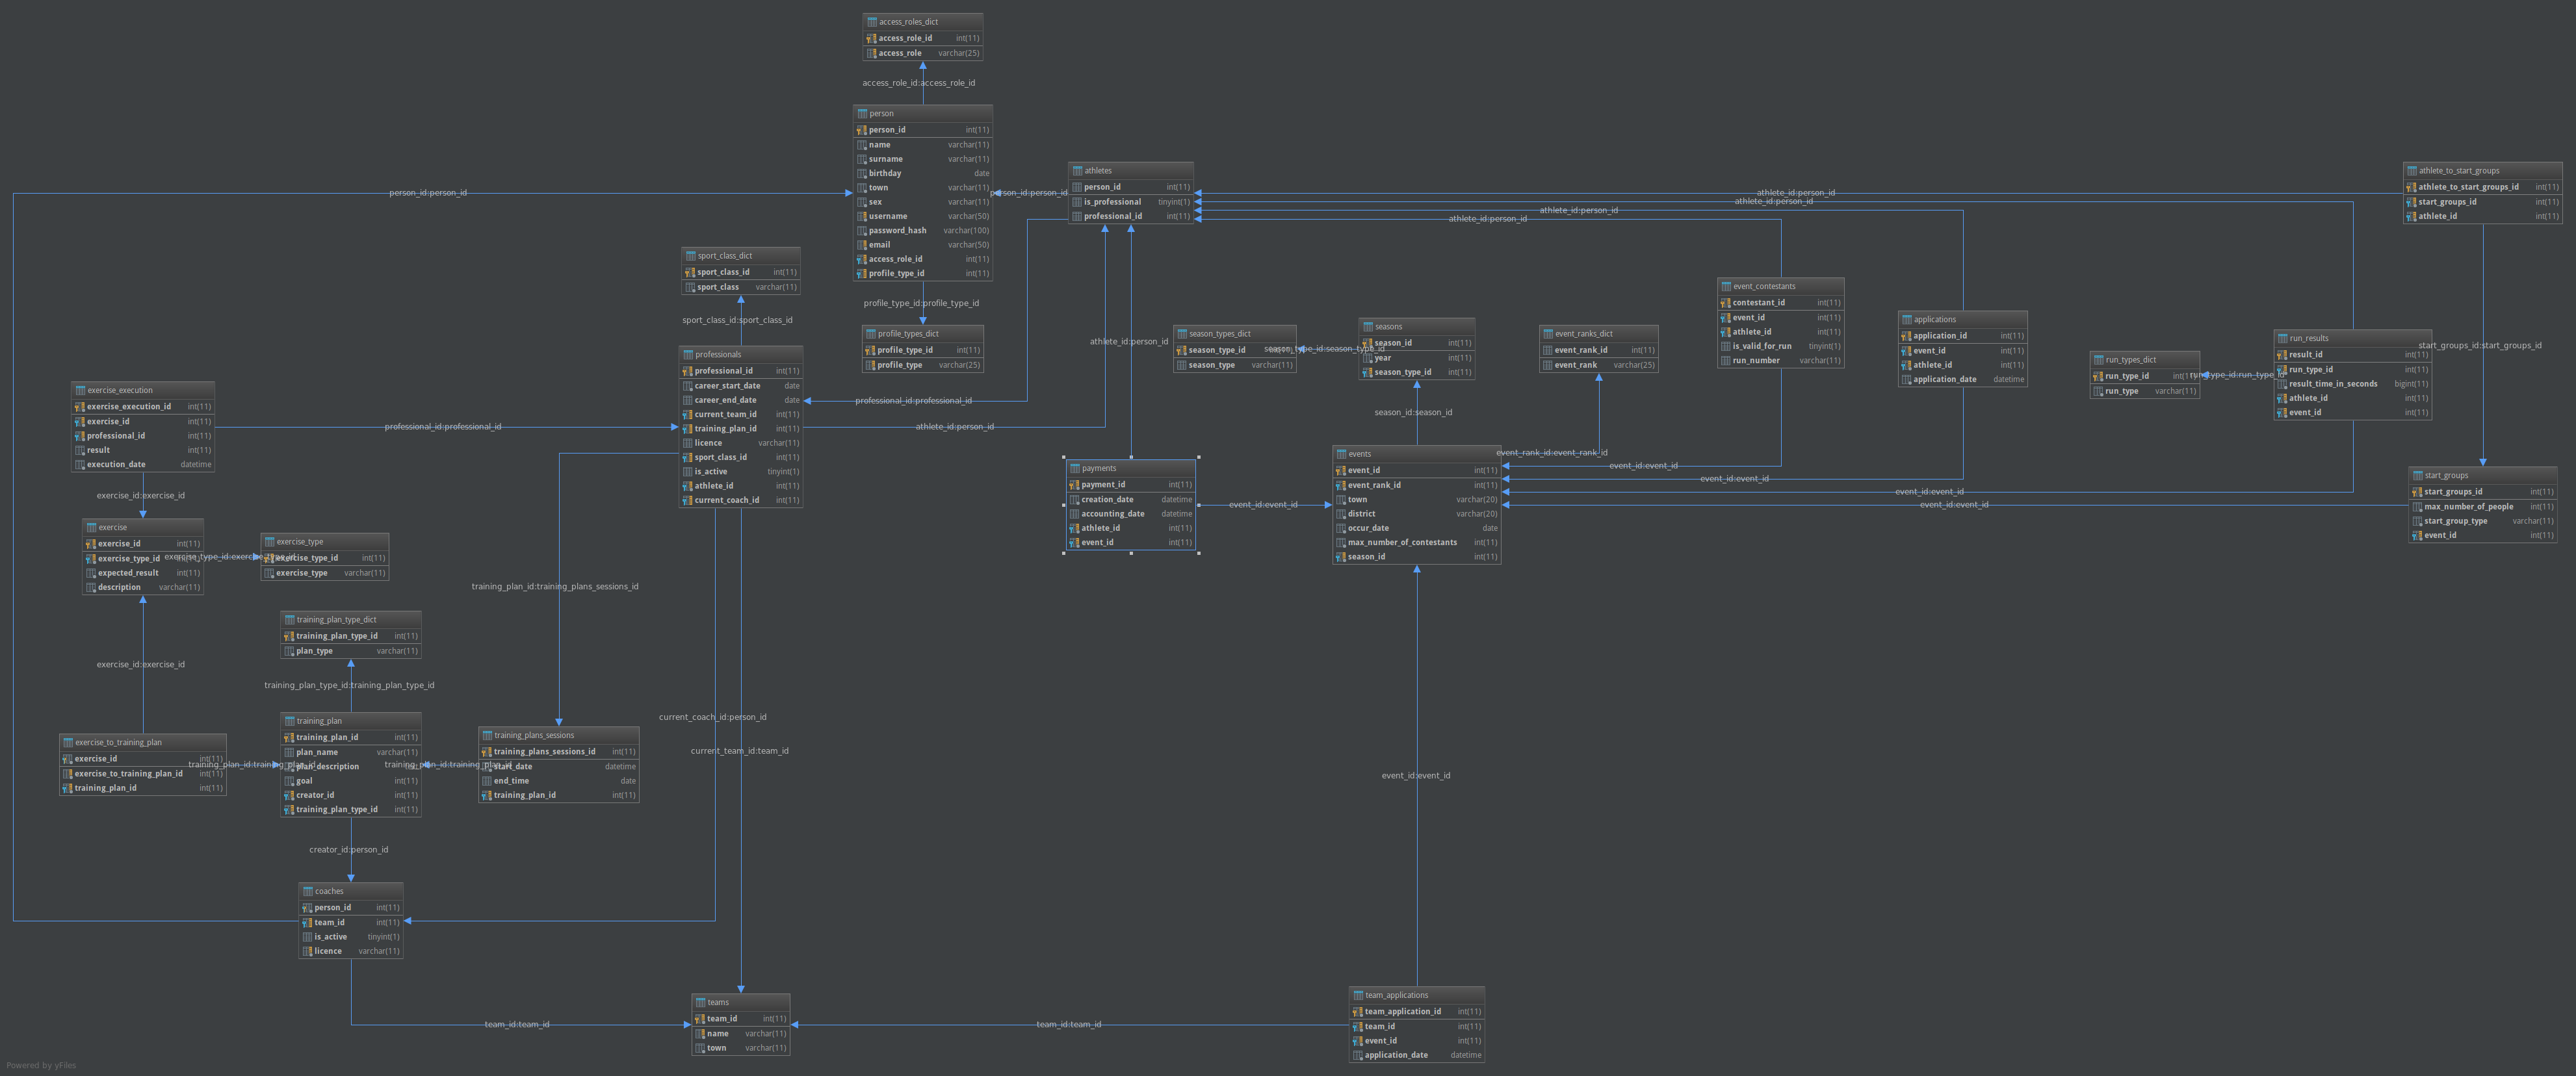 access_roles_dict
access_role_id int(11)
access_role varchar(25)
access_role_id:access_role_id
person
person_id int(11)
name varchar(11)
surname varchar(11)
birthday date
town varchar(11)
sex varchar(11)
username varchar(50)
password_hash varchar(100)
email varchar(50)
access_role_id int(11)
profile_type_id int(11)
person_id:person_id
person_id:person_id
athletes
person_id int(11)
is_professional tinyint(1)
professional_id int(11)
athlete_id:person_id
athlete_id:person_id
athlete_id:person_id
athlete_id:person_id
athlete_to_start_groups
athlete_to_start_groups_id int(11)
start_groups_id int(11)
athlete_id int(11)
sport_class_dict
sport_class_id int(11)
sport_class varchar(11)
sport_class_id:sport_class_id
profile_type_id:profile_type_id
profile_types_dict
profile_type_id int(11)
profile_type varchar(25)
athlete_id:person_id
season_types_dict
season_type_id
season_type varchar(11)
season_type_id:season_type_id
seasons
season_id int(11)
year int(11)
season_type_id int(11)
event_ranks_dict
event_rank_id int(11)
event_rank varchar(25)
event_contestants
contestant_id int(11)
event_id int(11)
athlete_id int(11)
is_valid_for_run tinyint(1)
run_number varchar(11)
applications
application_id int(11)
event_id int(11)
athlete_id int(11)
application_date datetime
run_types_dict
run_type_id
run_type varchar(11)
run_type_id:run_type_id
run_results
result_id int(11)
run_type_id int(11)
result_time_in_seconds bigint(11)
athlete_id int(11)
event_id int(11)
start_groups_id:start_groups_id
professionals
professional_id int(11)
career_start_date date
career_end_date date
current_team_id int(11)
training_plan_id int(11)
licence varchar(11)
sport_class_id int(11)
is_active tinyint(1)
athlete_id int(11)
current_coach_id int(11)
professional_id:professional_id
athlete_id:person_id
season_id:season_id
exercise_execution
exercise_execution_id int(11)
exercise_id int(11)
professional_id int(11)
result int(11)
execution_date datetime
professional_id:professional_id
exercise_id:exercise_id
payments
payment_id int(11)
creation_date datetime
accounting_date datetime
athlete_id int(11)
event_id int(11)
event_id:event_id
events
event_id int(11)
event_rank_id int(11)
town varchar(20)
district varchar(20)
occur_date date
max_number_of_contestants int(11)
season_id int(11)
event_rank_id:event_rank_id
event_id:event_id
event_id:event_id
event_id:event_id
event_id:event_id
start_groups
start_groups_id int(11)
max_number_of_people int(11)
start_group_type varchar(11)
event_id int(11)
exercise
exercise_id int(11)
exercise_type_id
expected_result int(11)
description varchar(11)
exercise_type
exercise_type_id int(11)
exercise_type varchar(11)
training_plan_id:training_plans_sessions_id
training_plan_type_dict
training_plan_type_id int(11)
plan_type varchar(11)
exercise_id:exercise_id
training_plan_type_id:training_plan_type_id
current_coach_id:person_id
current_team_id:team_id
exercise_to_training_plan
exercise_id int(11)
exercise_to_training_plan_id int(11)
training_plan_id int(11)
training_plan
training_plan_id int(11)
plan_name varchar(11)
plan_description
goal int(11)
creator_id int(11)
training_plan_type_id int(11)
training_plan_id:training_plan_id
training_plan_id:training_plan_id
training_plans_sessions
training_plans_sessions_id int(11)
start_date datetime
end_time date
training_plan_id int(11)
event_id:event_id
creator_id:person_id
coaches
person_id int(11)
team_id int(11)
is_active tinyint(1)
licence varchar(11)
team_id:team_id
teams
team_id int(11)
name varchar(11)
town varchar(11)
team_id:team_id
team_applications
team_application_id int(11)
team_id int(11)
event_id int(11)
application_date datetime
Powered by yFiles